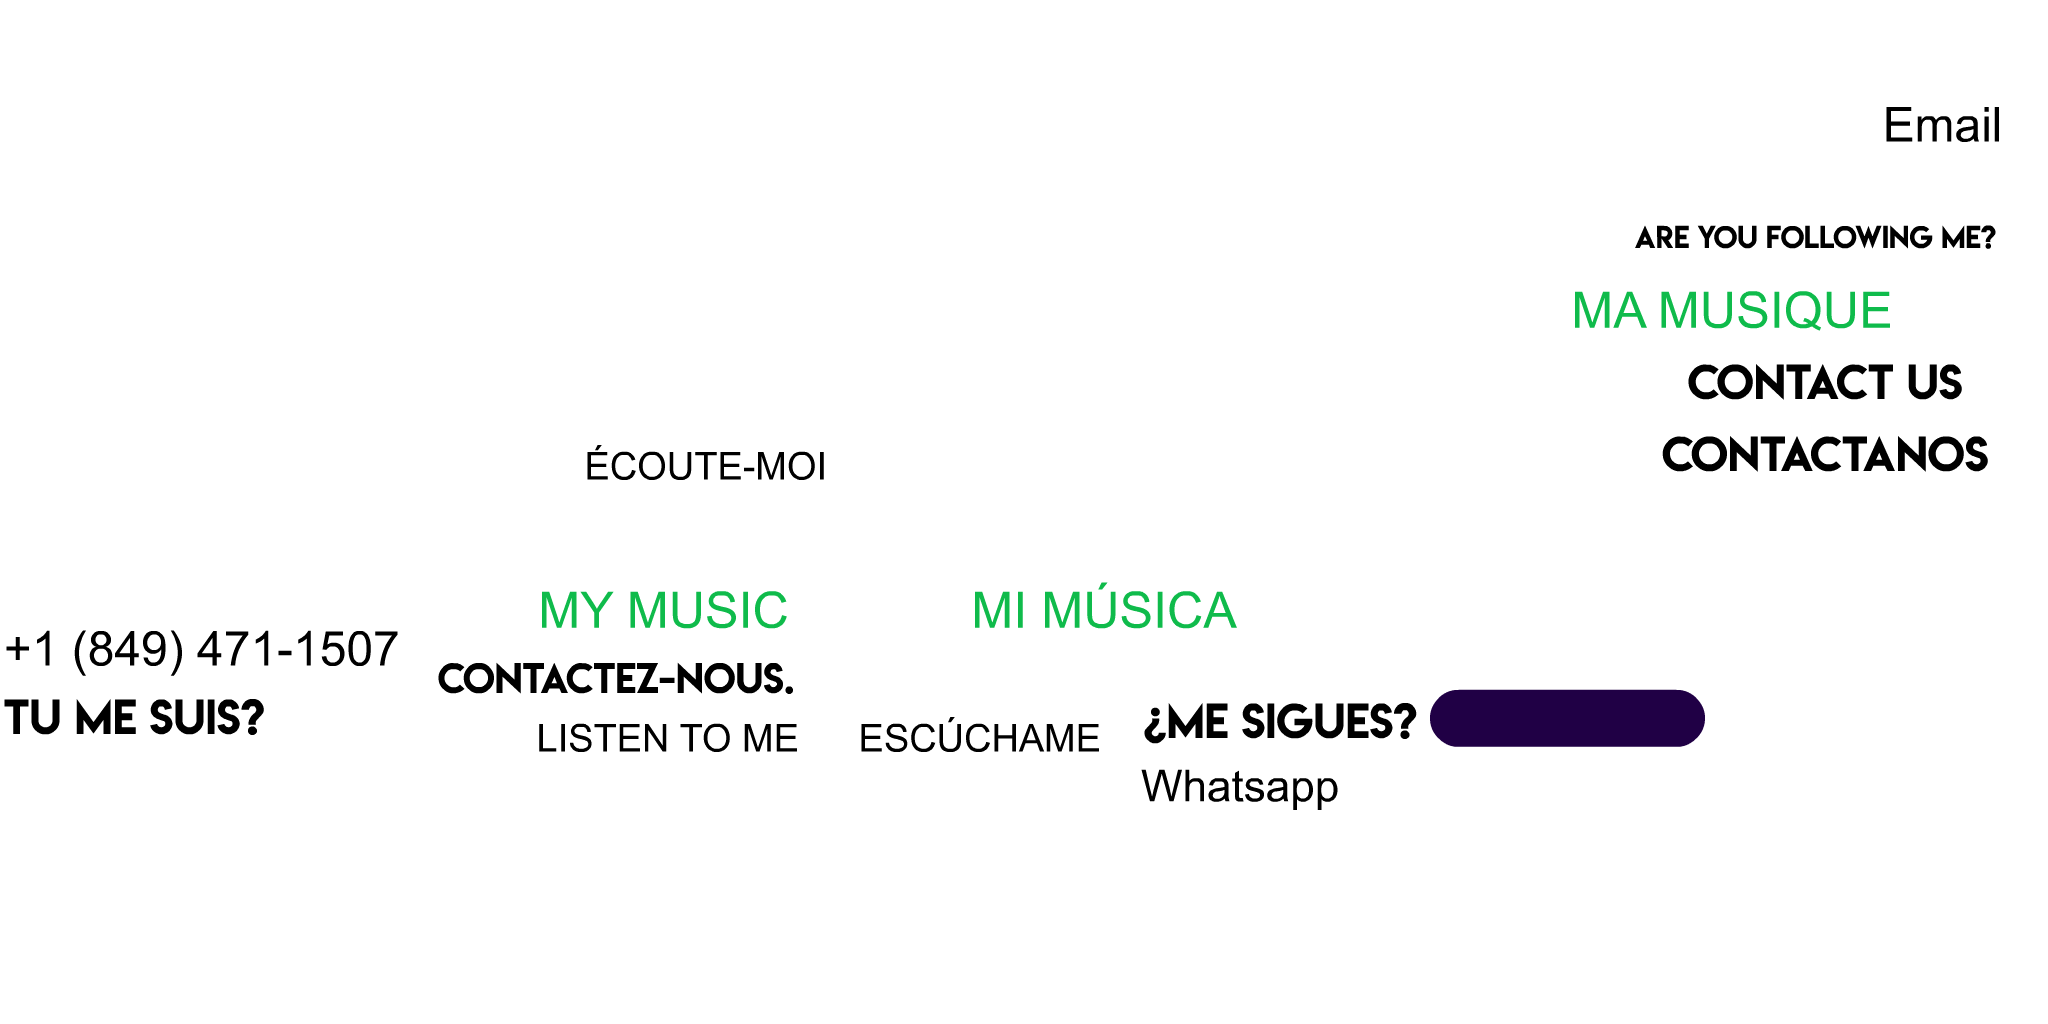 Email
ARE YOU FOLLOWING ME?
MA MUSIQUE
CONTACT US
CONTACTANOS
ÉCOUTE-MOI
MY MUSIC
MI MÚSICA
+1 (849) 471-1507
CONTACTEZ-NOUS.
TU ME SUIS?
LISTEN TO ME
ESCÚCHAME
¿ME SIGUES?
Whatsapp